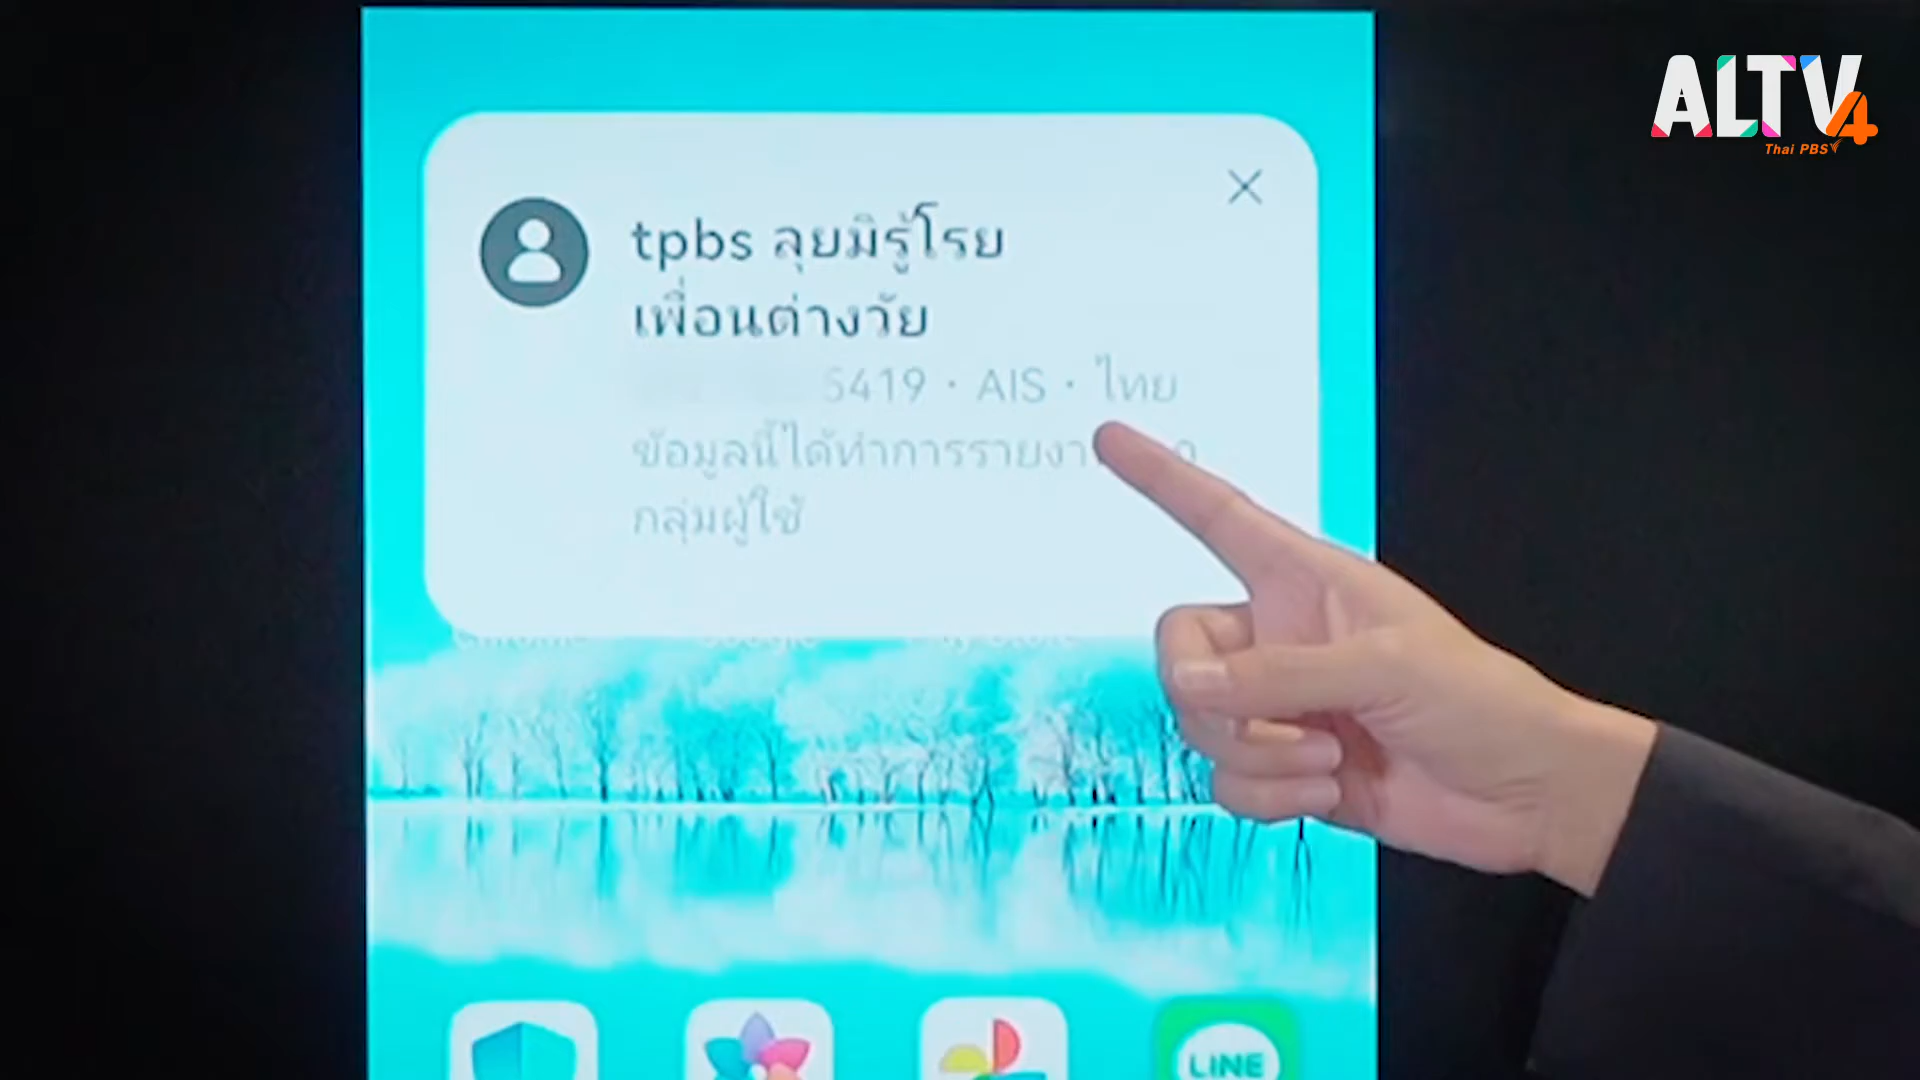 ALTV4
Thai PBS
tpbs ลุยมิรู้โรย
เพื่อนต่างวัย
5419 · AIS · ไทย
ข้อมูลนี้ได้ทำการรายงา
กลุ่มผู้ใช้
LINE